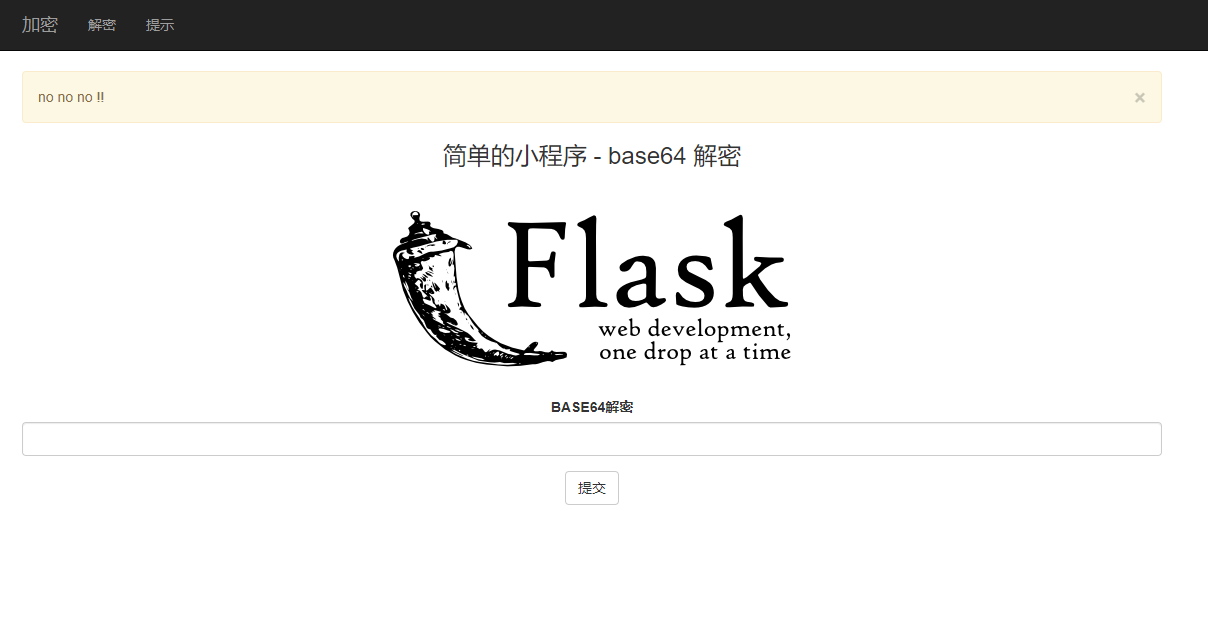 加密 解密 提示
no no no !! ×
简单的小程序 - base64 解密
Flask
web development,
one drop at a time
BASE64解密
提交